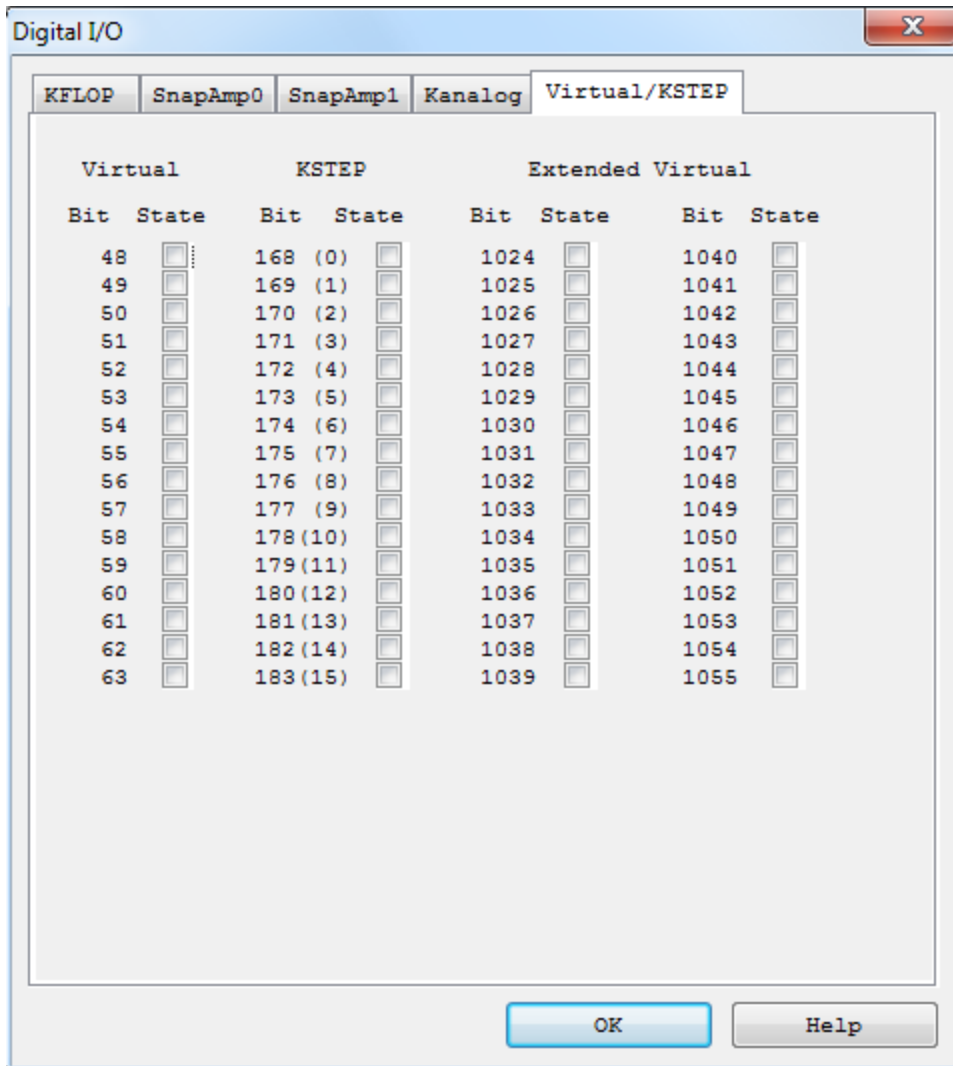 Digital I/O
KFLOP SnapAmp0 SnapAmp1 Kanalog Virtual/KSTEP
Virtual KSTEP Extended Virtual
Bit State Bit State Bit State Bit State
48 168 (0) 1024 1040
49 169 (1) 1025 1041
50 170 (2) 1026 1042
51 171 (3) 1027 1043
52 172 (4) 1028 1044
53 173 (5) 1029 1045
54 174 (6) 1030 1046
55 175 (7) 1031 1047
56 176 (8) 1032 1048
57 177 (9) 1033 1049
58 178(10) 1034 1050
59 179(11) 1035 1051
60 180(12) 1036 1052
61 181(13) 1037 1053
62 182(14) 1038 1054
63 183(15) 1039 1055
OK Help